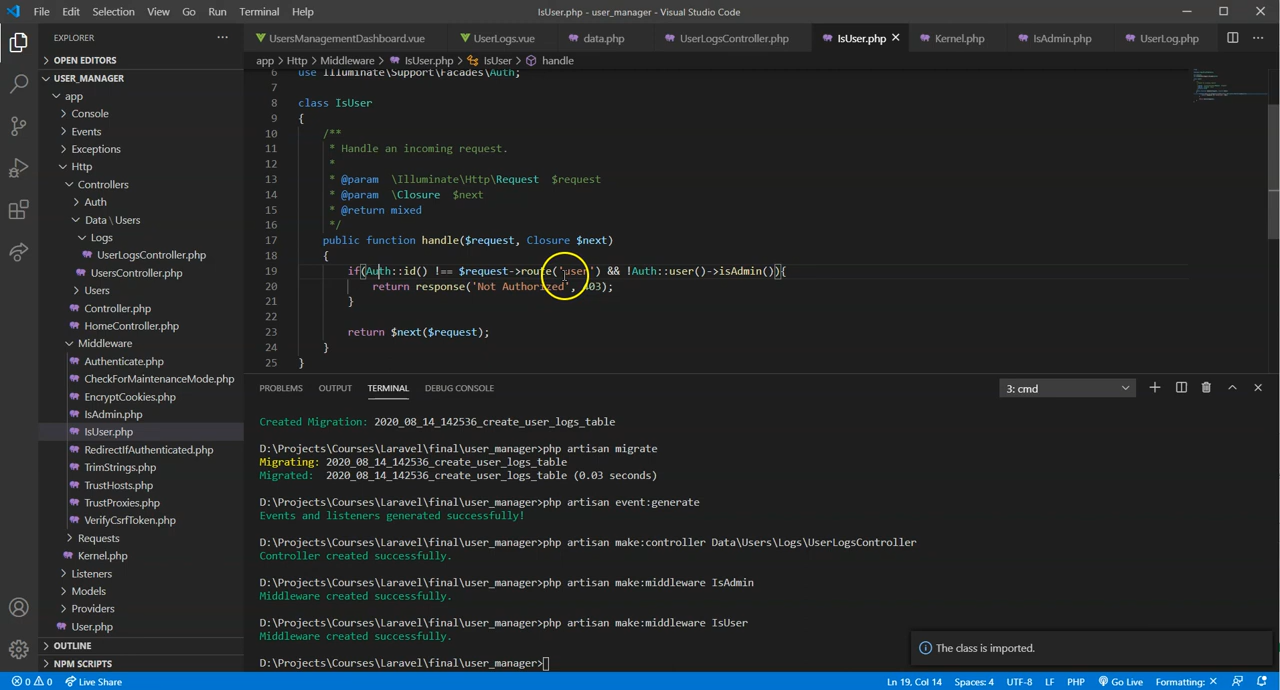 File Edit Selection View Go Run Terminal Help
IsUser.php - user_manager - Visual Studio Code
EXPLORER
OPEN EDITORS
USER_MANAGER
app
Console
Events
Exceptions
Http
Controllers
Auth
Data \ Users
Logs
UserLogsController.php
UsersController.php
Users
Controller.php
HomeController.php
Middleware
Authenticate.php
CheckForMaintenanceMode.php
EncryptCookies.php
IsAdmin.php
IsUser.php
RedirectIfAuthenticated.php
TrimStrings.php
TrustHosts.php
TrustProxies.php
VerifyCsrfToken.php
Requests
Kernel.php
Listeners
Models
Providers
User.php
OUTLINE
NPM SCRIPTS
UsersManagementDashboard.vue UserLogs.vue data.php UserLogsController.php IsUser.php Kernel.php IsAdmin.php UserLog.php
app > Http > Middleware > IsUser.php > IsUser > handle
6 use Illuminate\Support\Facades\Auth;
7
8 class IsUser
9 {
10 /**
11 * Handle an incoming request.
12 *
13 * @param \Illuminate\Http\Request $request
14 * @param \Closure $next
15 * @return mixed
16 */
17 public function handle($request, Closure $next)
18 {
19 if(Auth::id() !== $request->route('user') && !Auth::user()->isAdmin()){
20 return response('Not Authorized', 403);
21 }
22
23 return $next($request);
24 }
25 }
PROBLEMS OUTPUT TERMINAL DEBUG CONSOLE 3: cmd
Created Migration: 2020_08_14_142536_create_user_logs_table
D:\Projects\Courses\Laravel\final\user_manager>php artisan migrate
Migrating: 2020_08_14_142536_create_user_logs_table
Migrated: 2020_08_14_142536_create_user_logs_table (0.03 seconds)
D:\Projects\Courses\Laravel\final\user_manager>php artisan event:generate
Events and listeners generated successfully!
D:\Projects\Courses\Laravel\final\user_manager>php artisan make:controller Data\Users\Logs\UserLogsController
Controller created successfully.
D:\Projects\Courses\Laravel\final\user_manager>php artisan make:middleware IsAdmin
Middleware created successfully.
D:\Projects\Courses\Laravel\final\user_manager>php artisan make:middleware IsUser
Middleware created successfully.
D:\Projects\Courses\Laravel\final\user_manager>
The class is imported.
0 0 Live Share Ln 19, Col 14 Spaces: 4 UTF-8 LF PHP Go Live Formatting: ×